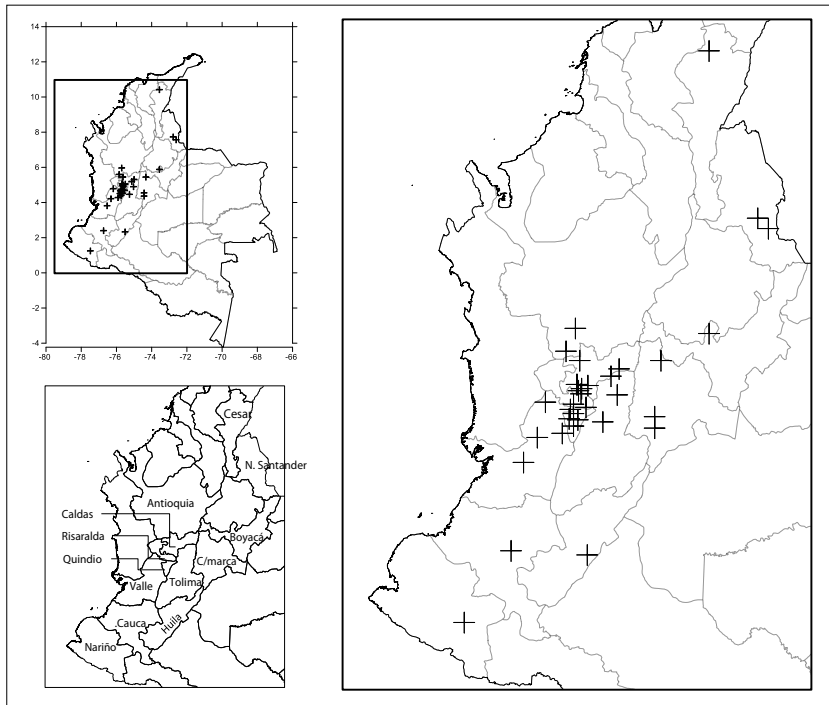 14
12
10
8
6
4
2
0
-2
-4
-80 -78 -76 -74 -72 -70 -68 -66
Cesar
N. Santander
Antioquia
Caldas
Risaralda
Boyacá
Quindio
C/marca
Tolima
Valle
.Cauca
Huila
Nariño